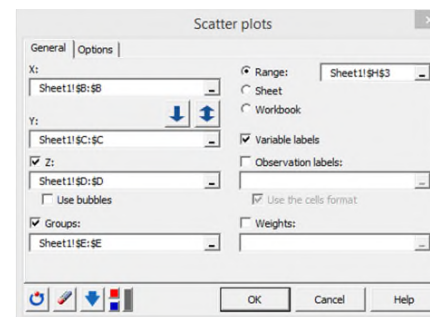 Scatter plots
General
Options
X:
Sheet1!$B:$B
Y:
Sheet1!$C:$C
Z:
Sheet1!$D:$D
Use bubbles
Groups:
Sheet1!$E:$E
Range:
Sheet1!$H$3
Sheet
Workbook
Variable labels
Observation labels:
Use the cells format
Weights:
OK
Cancel
Help